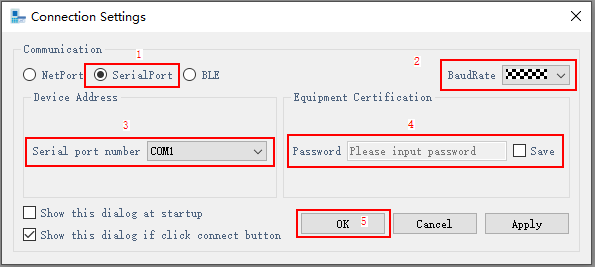 Connection Settings
Communication
1
2
NetPort SerialPort BLE
BaudRate
Device Address
Equipment Certification
3
4
Serial port number COM1
Password Please input password Save
Show this dialog at startup
Show this dialog if click connect button
OK 5 Cancel Apply